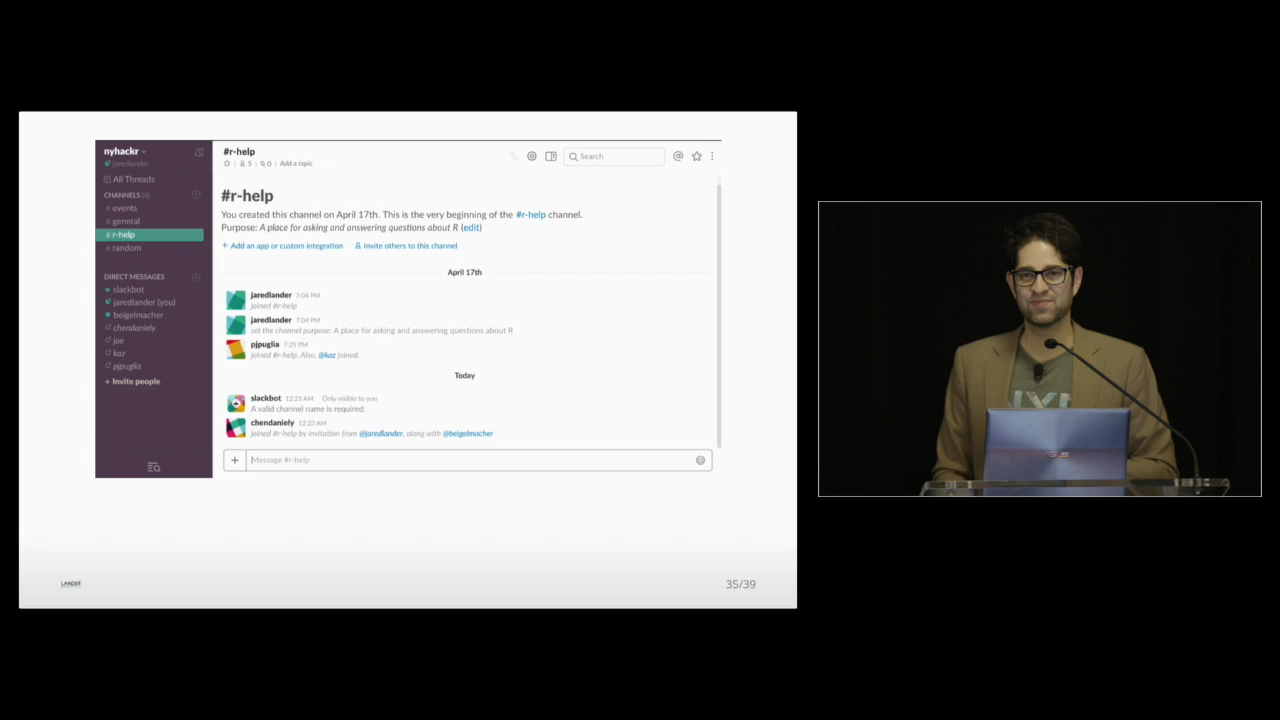 nyhackr
jaredlander
All Threads
CHANNELS (4)
# events
# general
# r-help
# random
DIRECT MESSAGES
slackbot
jaredlander (you)
beigelmacher
chendaniely
joe
kaz
pjpuglia
+ Invite people
#r-help
5 | 0 | Add a topic
Search
#r-help
You created this channel on April 17th. This is the very beginning of the #r-help channel.
Purpose: A place for asking and answering questions about R (edit)
+ Add an app or custom integration Invite others to this channel
April 17th
jaredlander 7:04 PM
joined #r-help
jaredlander 7:04 PM
set the channel purpose: A place for asking and answering questions about R
pjpuglia 7:25 PM
joined #r-help. Also, @kaz joined.
Today
slackbot 12:23 AM Only visible to you
A valid channel name is required.
chendaniely 12:23 AM
joined #r-help by invitation from @jaredlander, along with @beigelmacher
+ Message #r-help
LANDER
35/39
ASUS